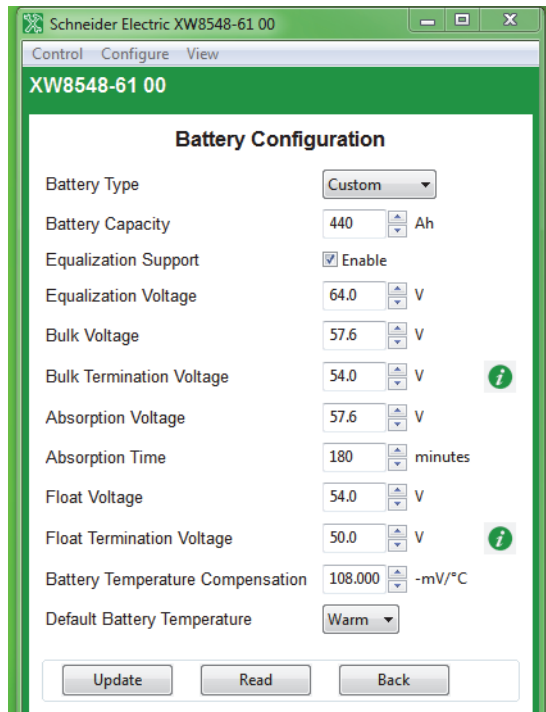 Schneider Electric XW8548-61 00
Control Configure View
XW8548-61 00
Battery Configuration
Battery Type Custom
Battery Capacity 440 Ah
Equalization Support Enable
Equalization Voltage 64.0 V
Bulk Voltage 57.6 V
Bulk Termination Voltage 54.0 V i
Absorption Voltage 57.6 V
Absorption Time 180 minutes
Float Voltage 54.0 V
Float Termination Voltage 50.0 V i
Battery Temperature Compensation 108.000 -mV/°C
Default Battery Temperature Warm
Update Read Back